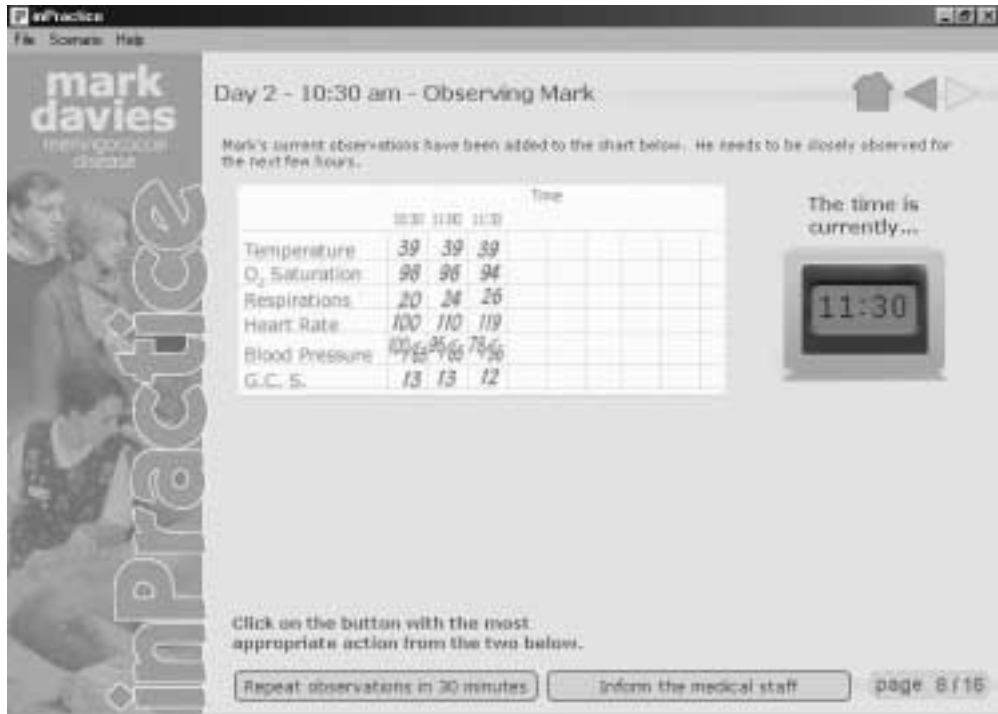 inPractice
File Scenario Help
mark
davies
meningococcal
disease
inPractice
Day 2 - 10:30 am - Observing Mark
Mark's current observations have been added to the chart below. He needs to be closely observed for
the next few hours.
Time
10:30 11:00 11:30
Temperature 39 39 39
O₂ Saturation 98 96 94
Respirations 20 24 26
Heart Rate 100 110 119
Blood Pressure
G.C.S. 13 13 12
The time is
currently...
11:30
Click on the button with the most
appropriate action from the two below.
Repeat observations in 30 minutes
Inform the medical staff
page 8/16